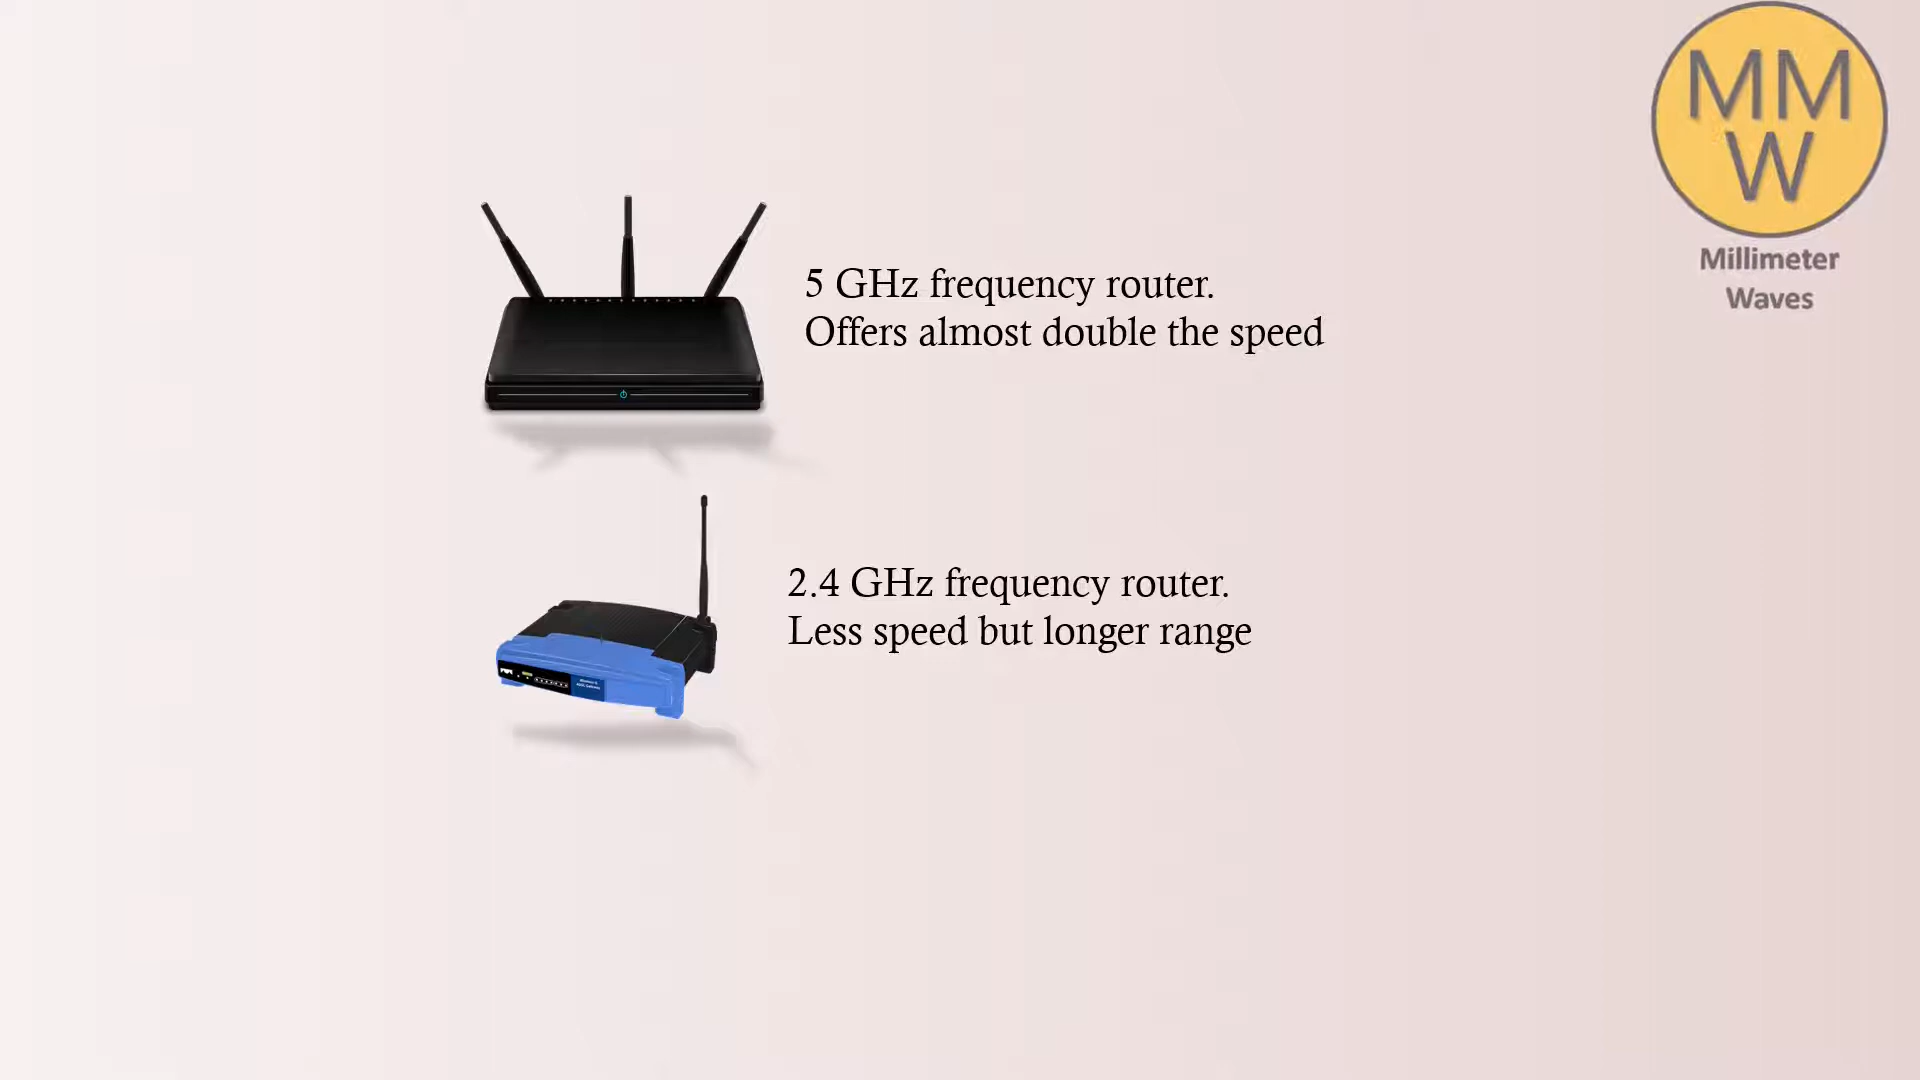 MM
W
Millimeter
Waves
5 GHz frequency router.
Offers almost double the speed
2.4 GHz frequency router.
Less speed but longer range